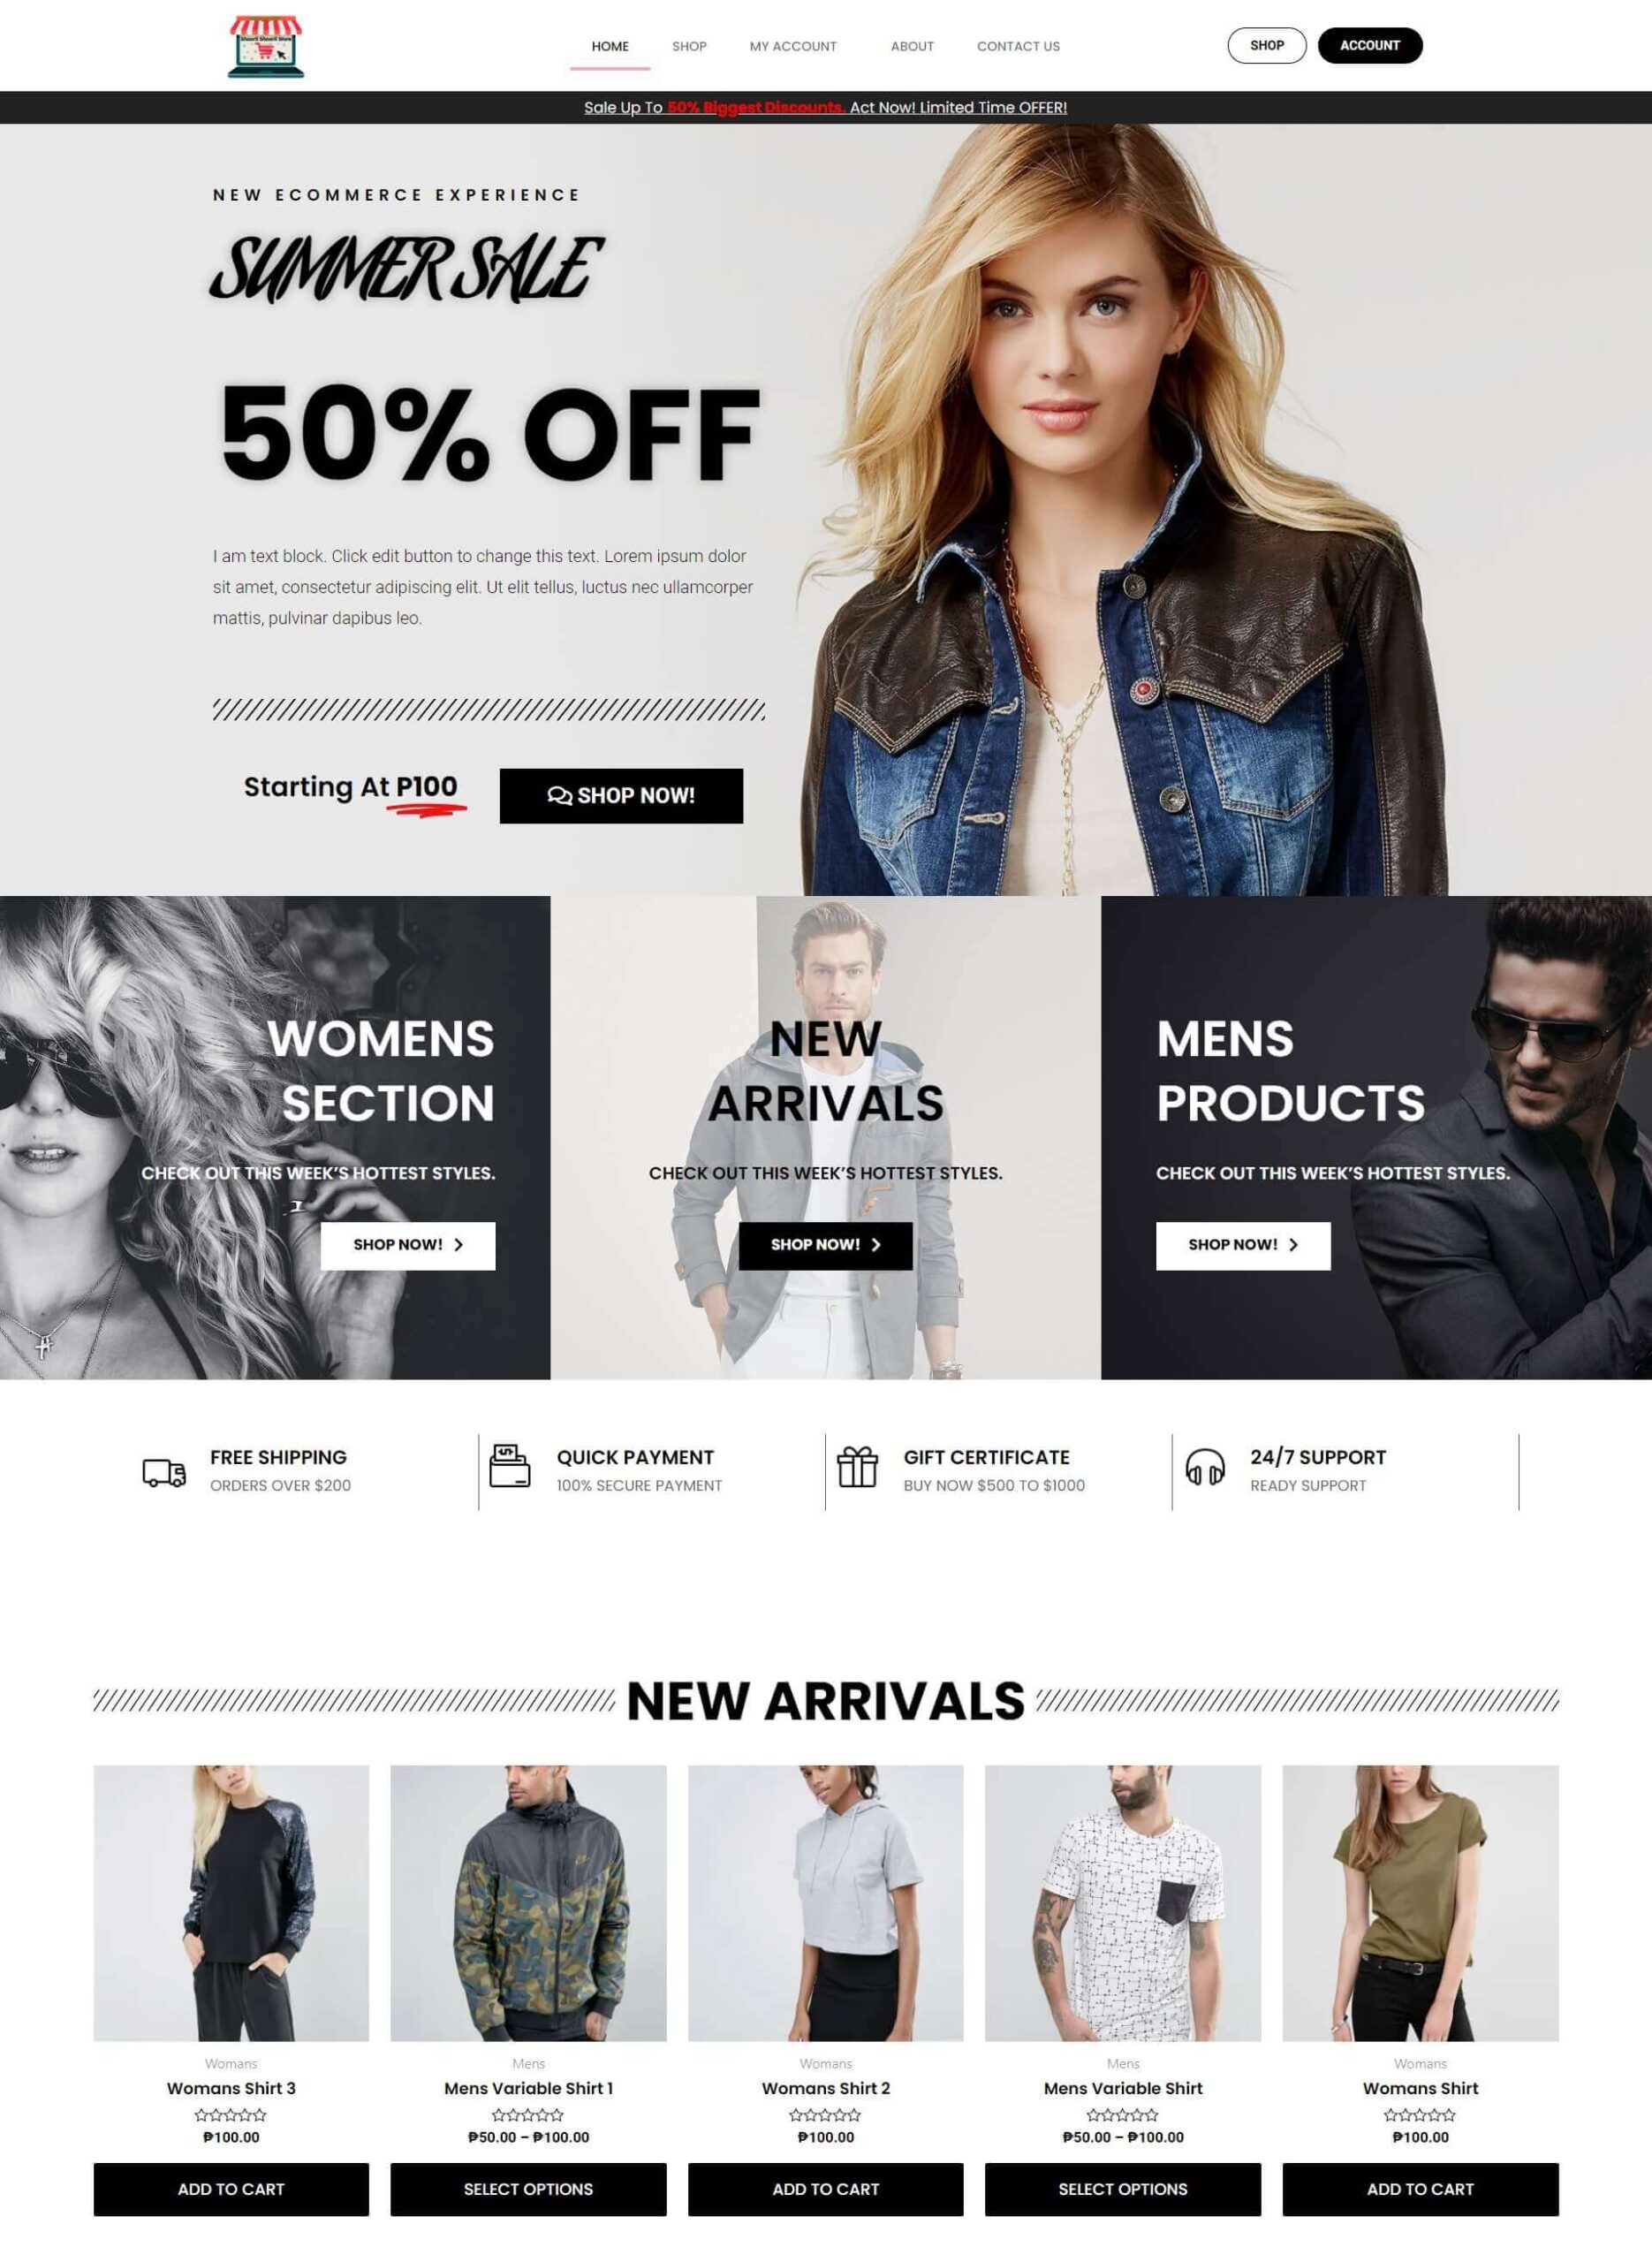 HOME SHOP MY ACCOUNT ABOUT CONTACT US SHOP ACCOUNT
Sale Up To 50% Biggest Discounts. Act Now! Limited Time OFFER!
NEW ECOMMERCE EXPERIENCE
SUMMER SALE
50% OFF
I am text block. Click edit button to change this text. Lorem ipsum dolor
sit amet, consectetur adipiscing elit. Ut elit tellus, luctus nec ullamcorper
mattis, pulvinar dapibus leo.
Starting At P100
SHOP NOW!
WOMENS
SECTION
CHECK OUT THIS WEEK’S HOTTEST STYLES.
SHOP NOW!
NEW
ARRIVALS
CHECK OUT THIS WEEK’S HOTTEST STYLES.
SHOP NOW!
MENS
PRODUCTS
CHECK OUT THIS WEEK’S HOTTEST STYLES.
SHOP NOW!
FREE SHIPPING
ORDERS OVER $200
QUICK PAYMENT
100% SECURE PAYMENT
GIFT CERTIFICATE
BUY NOW $500 TO $1000
24/7 SUPPORT
READY SUPPORT
NEW ARRIVALS
Womans
Womans Shirt 3
₱100.00
ADD TO CART
Mens
Mens Variable Shirt 1
₱50.00 – ₱100.00
SELECT OPTIONS
Womans
Womans Shirt 2
₱100.00
ADD TO CART
Mens
Mens Variable Shirt
₱50.00 – ₱100.00
SELECT OPTIONS
Womans
Womans Shirt
₱100.00
ADD TO CART